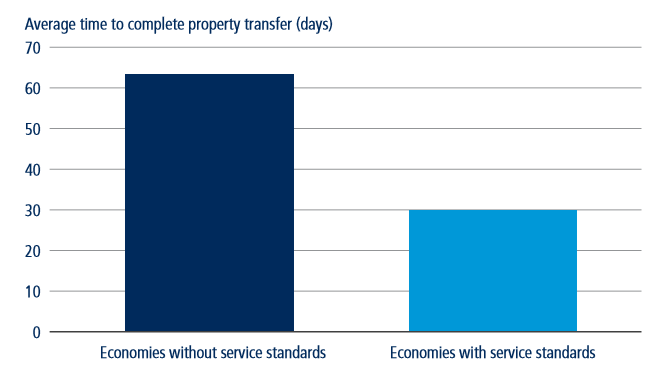 Average time to complete property transfer (days)
70
60
50
40
30
20
10
0
Economies without service standards
Economies with service standards